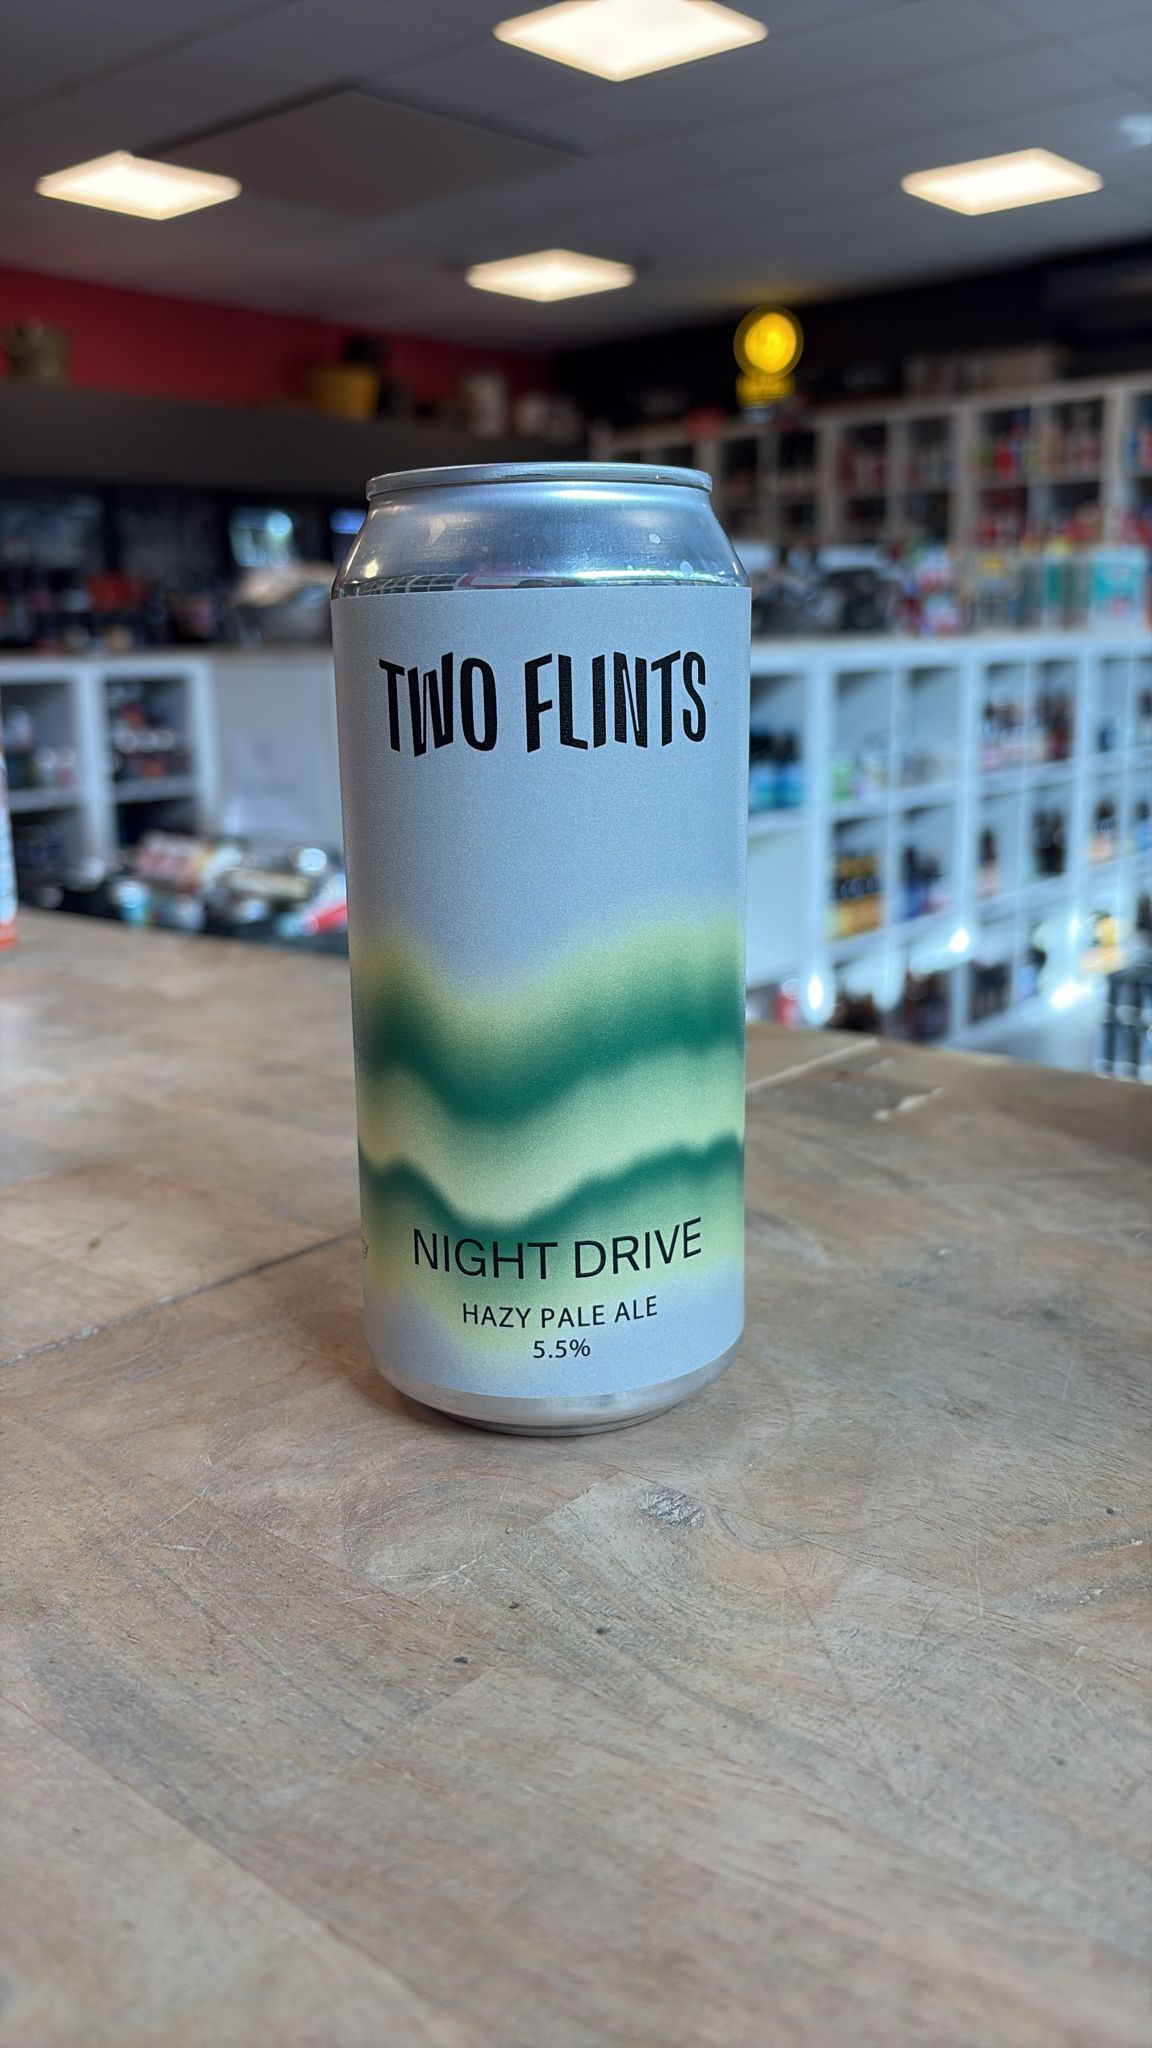 TWO FLINTS
NIGHT DRIVE
HAZY PALE ALE
5.5%